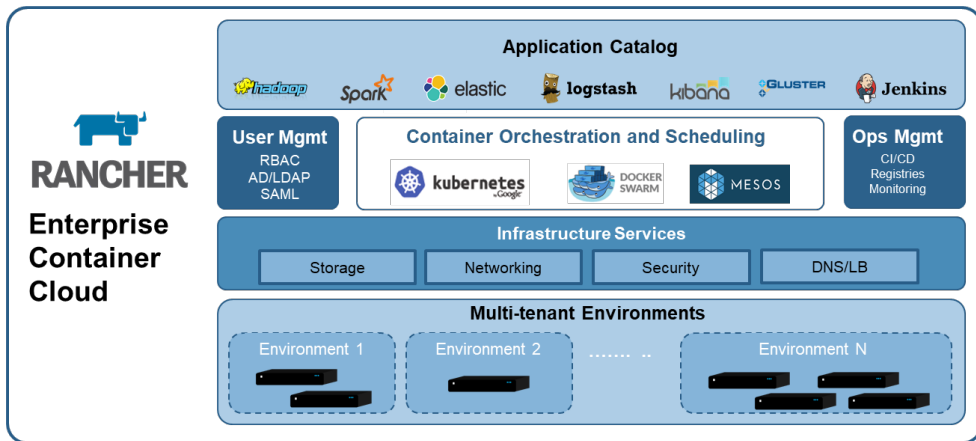 Application Catalog
hadoop
Spark
elastic
logstash
kibana
GLUSTER
Jenkins
RANCHER
Enterprise
Container
Cloud
User Mgmt
RBAC
AD/LDAP
SAML
Container Orchestration and Scheduling
kubernetes
by Google
DOCKER
SWARM
MESOS
Ops Mgmt
CI/CD
Registries
Monitoring
Infrastructure Services
Storage
Networking
Security
DNS/LB
Multi-tenant Environments
Environment 1
Environment 2
....... ..
Environment N